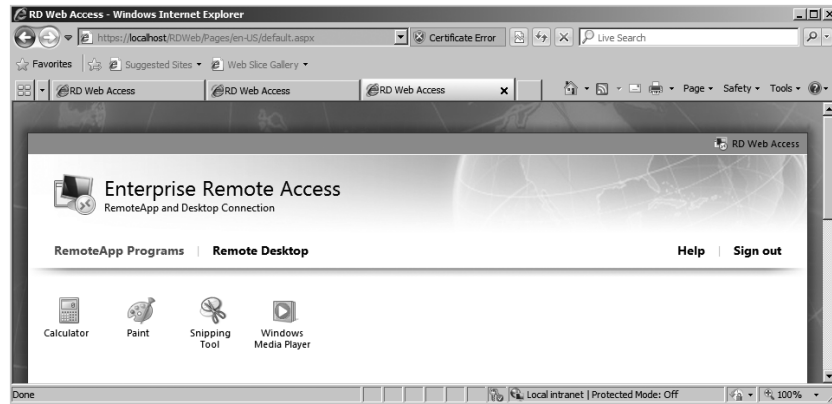 RD Web Access - Windows Internet Explorer
https://localhost/RDWeb/Pages/en-US/default.aspx
Certificate Error
Live Search
Favorites
Suggested Sites
Web Slice Gallery
RD Web Access
RD Web Access
RD Web Access
Page
Safety
Tools
RD Web Access
Enterprise Remote Access
RemoteApp and Desktop Connection
RemoteApp Programs | Remote Desktop
Help | Sign out
Calculator
Paint
Snipping
Tool
Windows
Media Player
Done
Local intranet | Protected Mode: Off
100%